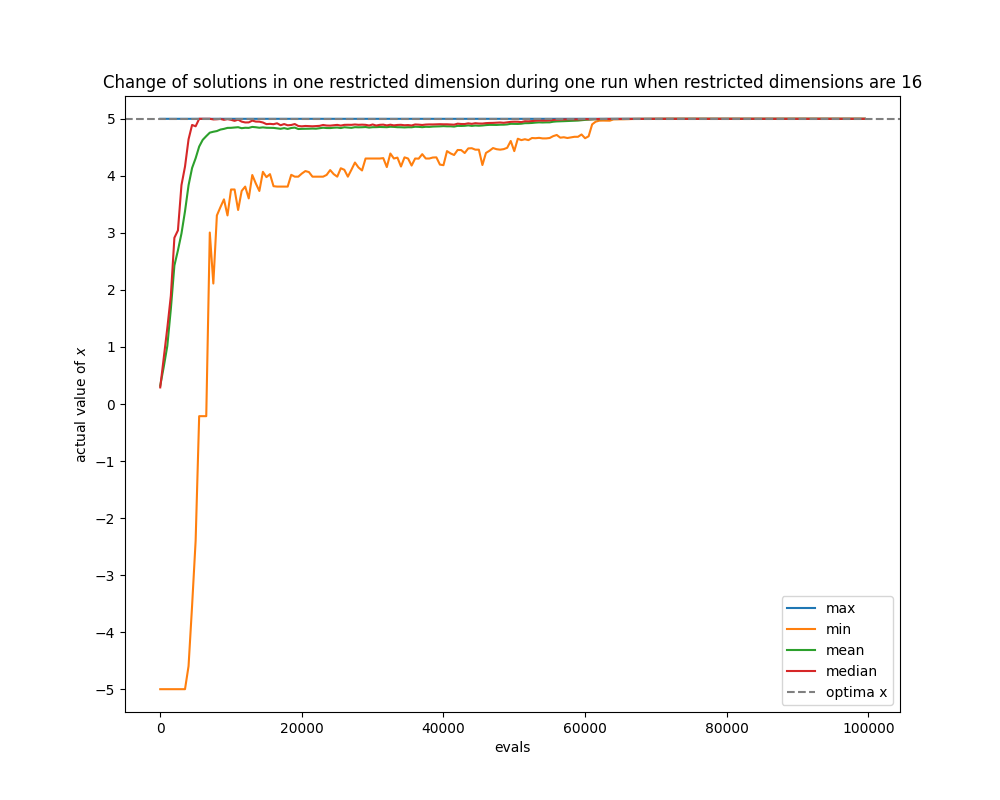 Change of solutions in one restricted dimension during one run when restricted dimensions are 16
5
4
3
2
1
0
−1
−2
−3
−4
−5
actual value of x
0 20000 40000 60000 80000 100000
evals
max
min
mean
median
optima x